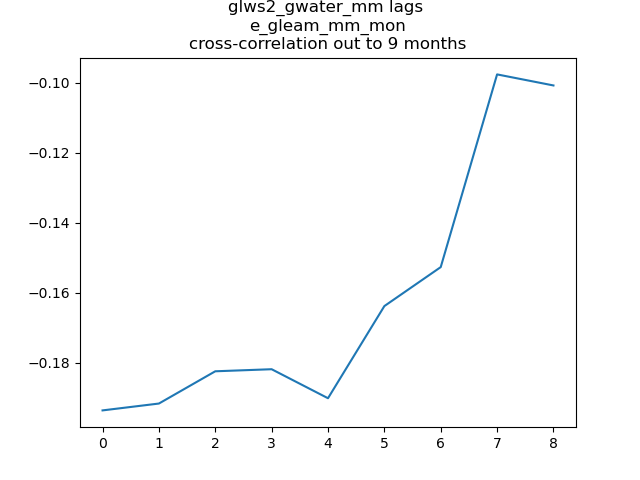 glws2_gwater_mm lags
e_gleam_mm_mon
cross-correlation out to 9 months
−0.10
−0.12
−0.14
−0.16
−0.18
0 1 2 3 4 5 6 7 8